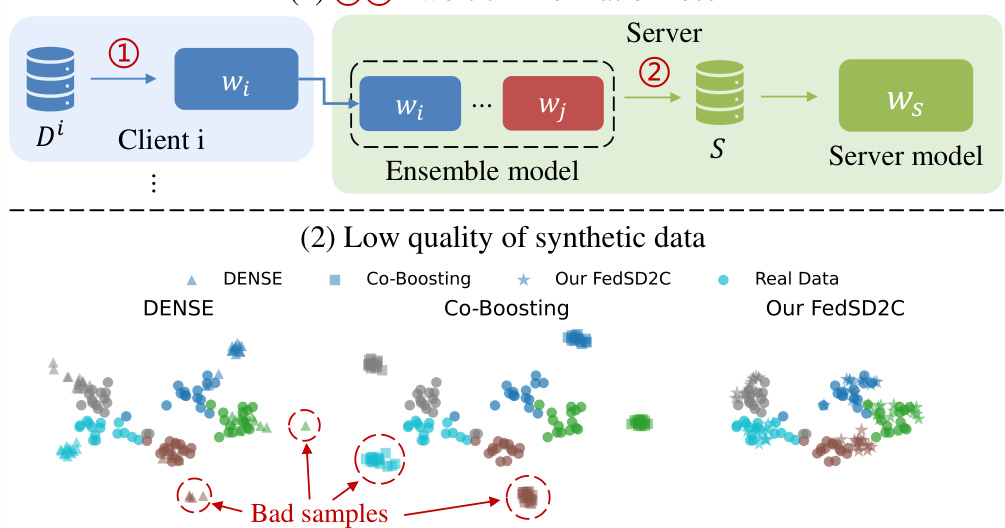 Server
① ②
D^i w_i w_i ... w_j S w_s
Client i Ensemble model Server model
⋮
(2) Low quality of synthetic data
DENSE Co-Boosting Our FedSD2C Real Data
DENSE Co-Boosting Our FedSD2C
Bad samples